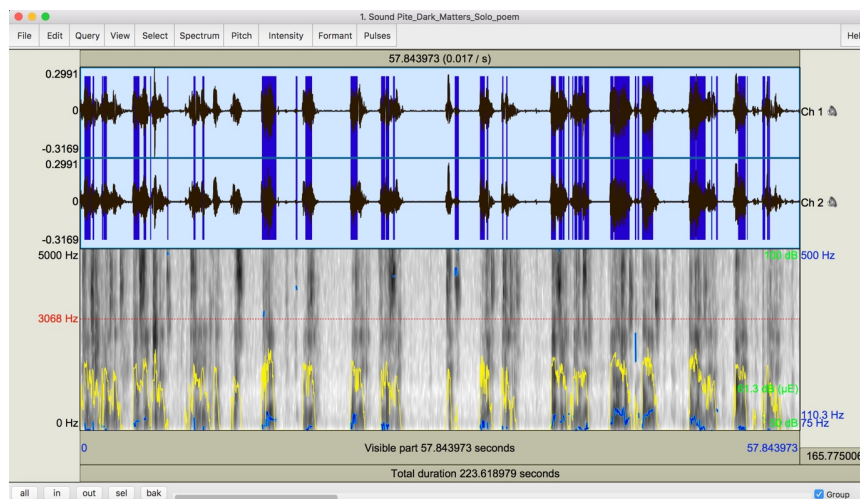 1. Sound Pite_Dark_Matters_Solo_poem
File Edit Query View Select Spectrum Pitch Intensity Formant Pulses Hel
57.843973 (0.017 / s)
0.2991
0
-0.3169
Ch 1
0.2991
0
-0.3169
Ch 2
5000 Hz
100 dB 500 Hz
3068 Hz
61.3 dB (µE)
110.3 Hz
0 Hz
dB 75 Hz
0 Visible part 57.843973 seconds 57.843973
165.775006
Total duration 223.618979 seconds
all in out sel bak Group